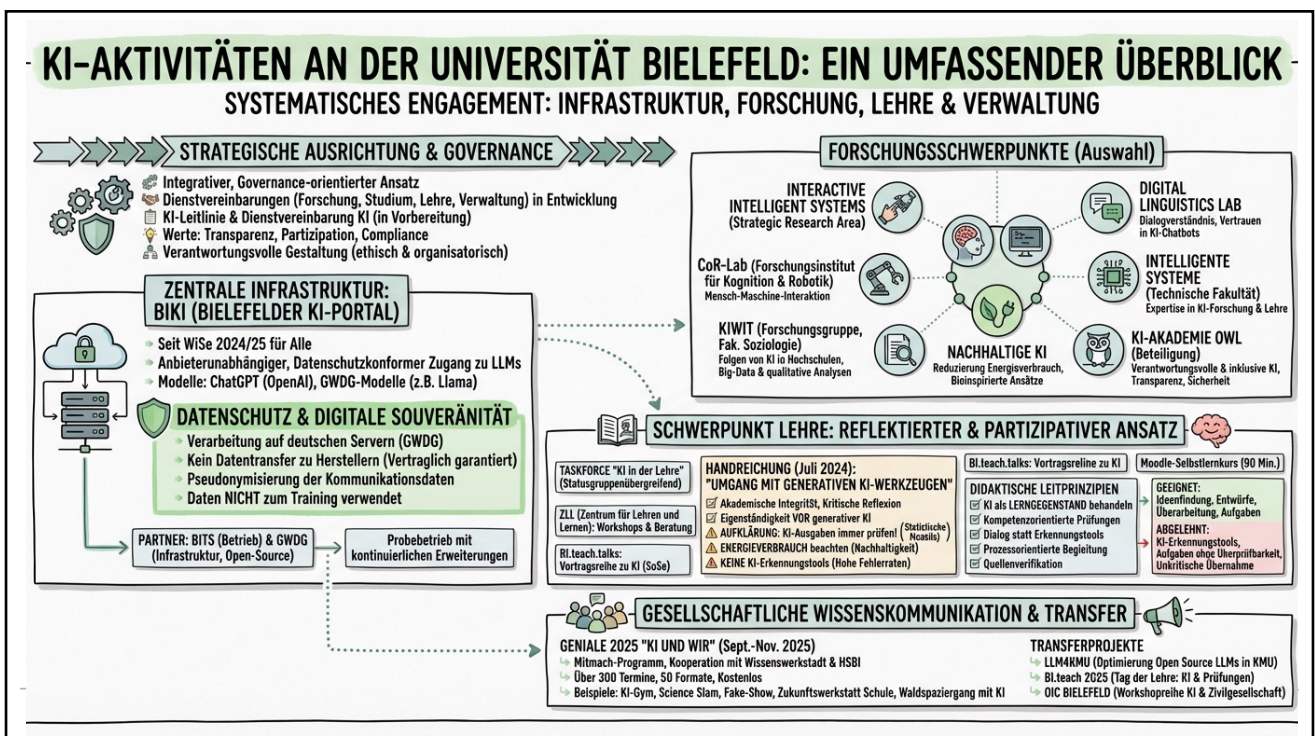 KI-AKTIVITÄTEN AN DER UNIVERSITÄT BIELEFELD: EIN UMFASSENDER ÜBERBLICK
SYSTEMATISCHES ENGAGEMENT: INFRASTRUKTUR, FORSCHUNG, LEHRE & VERWALTUNG
STRATEGISCHE AUSRICHTUNG & GOVERNANCE
Integrativer, Governance-orientierter Ansatz
Dienstvereinbarungen (Forschung, Studium, Lehre, Verwaltung) in Entwicklung
KI-Leitlinie & Dienstvereinbarung KI (in Vorbereitung)
Werte: Transparenz, Partizipation, Compliance
Verantwortungsvolle Gestaltung (ethisch & organisatorisch)
ZENTRALE INFRASTRUKTUR:
BIKI (BIELEFELDER KI-PORTAL)
Seit WiSe 2024/25 für Alle
Anbieterunabhängiger, Datenschutzkonformer Zugang zu LLMs
Modelle: ChatGPT (OpenAI), GWDG-Modelle (z.B. Llama)
DATENSCHUTZ & DIGITALE SOUVERÄNITÄT
Verarbeitung auf deutschen Servern (GWDG)
Kein Datentransfer zu Herstellern (Vertraglich garantiert)
Pseudonymisierung der Kommunikationsdaten
Daten NICHT zum Training verwendet
PARTNER: BITS (Betrieb) & GWDG
(Infrastruktur, Open-Source)
Probebetrieb mit
kontinuierlichen Erweiterungen
FORSCHUNGSSCHWERPUNKTE (Auswahl)
INTERACTIVE
INTELLIGENT SYSTEMS
(Strategic Research Area)
CoR-Lab (Forschungsinstitut
für Kognition & Robotik)
Mensch-Maschine-Interaktion
KIWIT (Forschungsgruppe,
Fak. Soziologie)
Folgen von KI in Hochschulen,
Big-Data & qualitative Analysen
NACHHALTIGE KI
Reduzierung Energisverbrauch,
Bioinspirierte Ansätze
DIGITAL
LINGUISTICS LAB
Dialogverständnis, Vertrauen
in KI-Chatbots
INTELLIGENTE
SYSTEME
(Technische Fakultät)
Expertise in KI-Forschung & Lehre
KI-AKADEMIE OWL
(Beteiligung)
Verantwortungsvolle & inklusive KI,
Transparenz, Sicherheit
SCHWERPUNKT LEHRE: REFLEKTIERTER & PARTIZIPATIVER ANSATZ
TASKFORCE "KI in der Lehre"
(Statusgruppenübergreifend)
ZLL (Zentrum für Lehren und
Lernen): Workshops & Beratung
RI.teach.talks:
Vortragsreihe zu KI (SoSe)
HANDREICHUNG (Juli 2024):
"UMGANG MIT GENERATIVEN KI-WERKZEUGEN"
Akademische IntegritSt, Kritische Reflexion
Eigenständigkeit VOR generativer KI
AUFKLÄRUNG: KI-Ausgaben immer prüfen!
ENERGIEVERBRAUCH beachten (Nachhaltigkeit)
KEINE KI-Erkennungstools (Hohe Fehlerraten)
BI.teach.talks: Vortragsreline zu KI
Moodle-Selbstlernkurs (90 Min.)
DIDAKTISCHE LEITPRINZIPIEN
KI als LERNGEGENSTAND behandeln
Kompetenzorientierte Prüfungen
Dialog statt Erkennungstools
Prozessorientierte Begieitung
Quellenverifikation
GEEIGNET:
Ideenfindung, Entwürfe,
Überarbeitung, Aufgaben
ABGELEHNT:
KI-Erkennungstools,
Aufgaben ohne Überprüfbarkeit,
Unkritische Übernahme
GESELLSCHAFTLICHE WISSENSKOMMUNIKATION & TRANSFER
GENIALE 2025 "KI UND WIR" (Sept.-Nov. 2025)
Mitmach-Programm, Kooperation mit Wissenswerkstadt & HSBI
Über 300 Termine, 50 Formate, Kostenlos
Beispiele: KI-Gym, Science Slam, Fake-Show, Zukunftswerkstatt Schule, Waldspaziergang mit KI
TRANSFERPROJEKTE
LLM4KMU (Optimierung Open Source LLMs in KMU)
BI.teach 2025 (Tag der Lehre: KI & Prüfungen)
OIC BIELEFELD (Workshopreihe KI & Zivilgesellschaft)